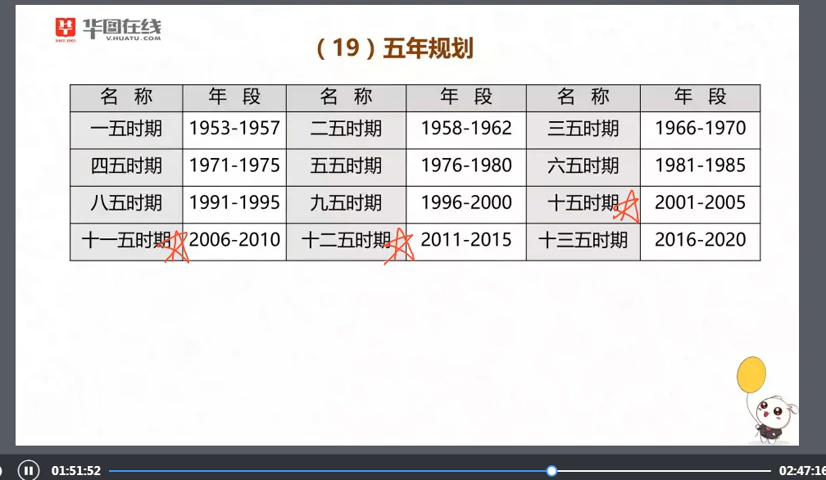 华图在线
V.HUATU.COM
（19）五年规划
名 称 年 段 名 称 年 段 名 称 年 段
一五时期 1953-1957 二五时期 1958-1962 三五时期 1966-1970
四五时期 1971-1975 五五时期 1976-1980 六五时期 1981-1985
八五时期 1991-1995 九五时期 1996-2000 十五时期 2001-2005
十一五时期 2006-2010 十二五时期 2011-2015 十三五时期 2016-2020
01:51:52 02:47:16